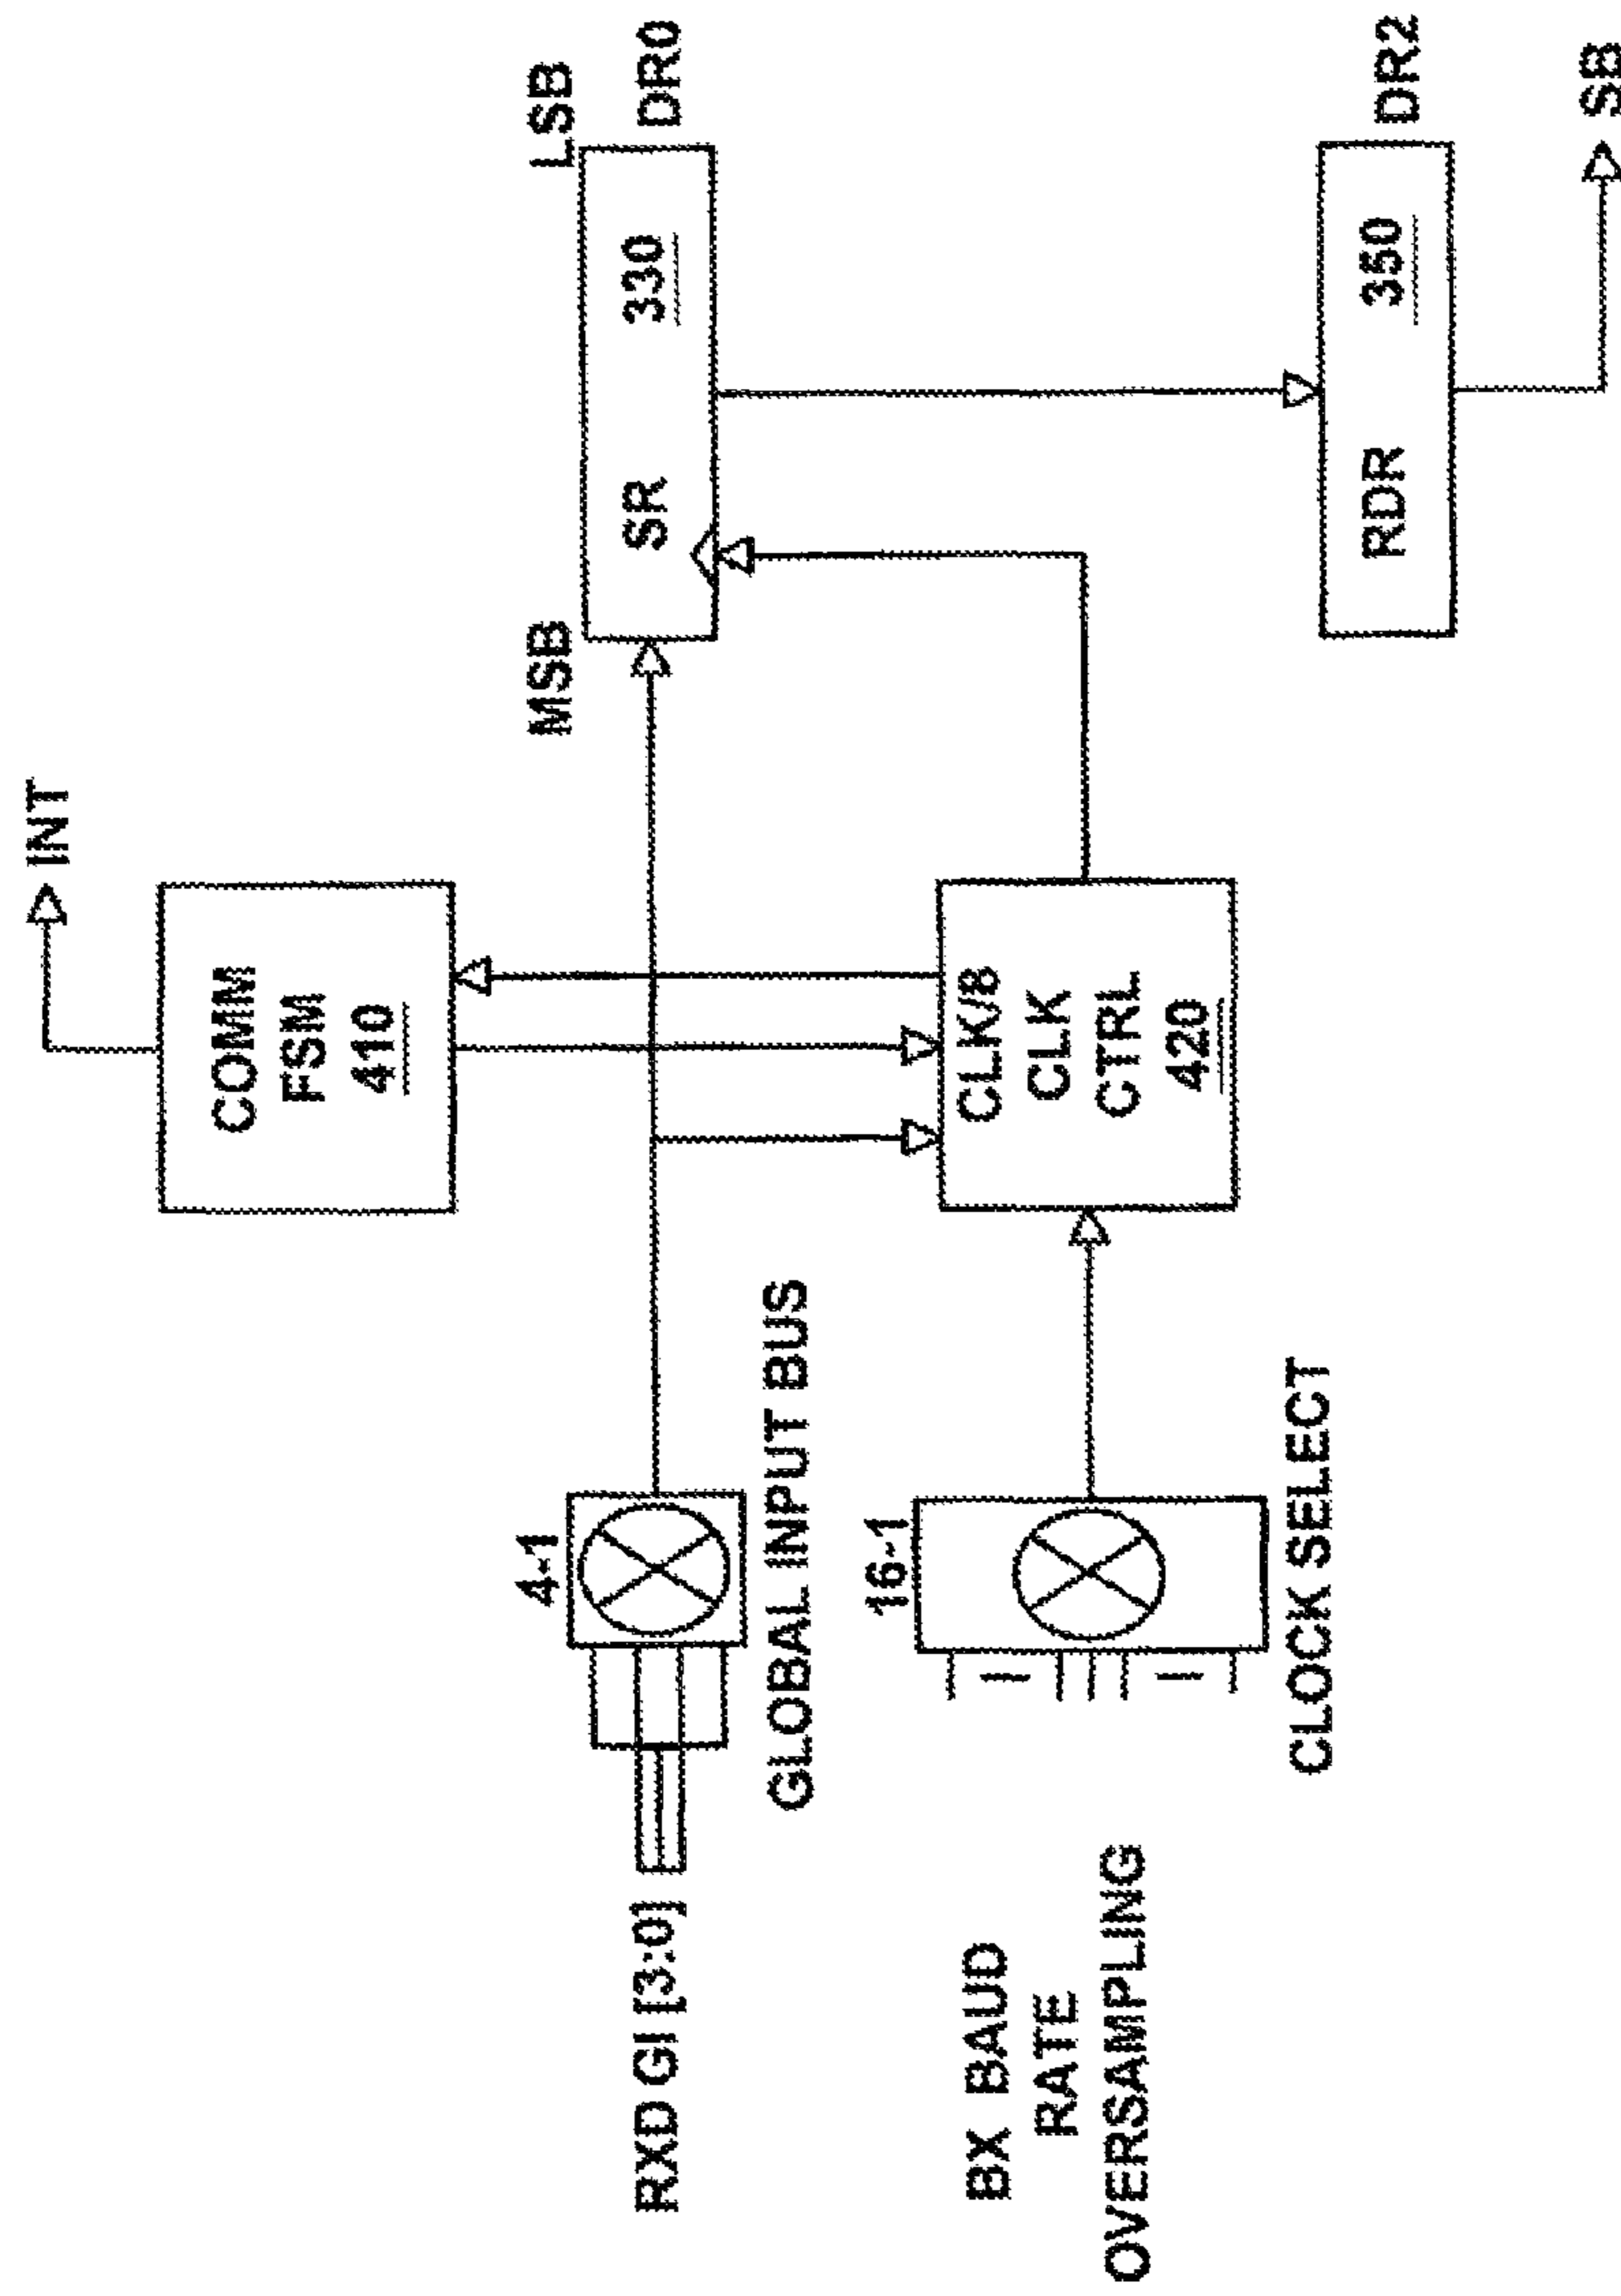 INT
COMM
FSM
410
MSB
LSB
SR 330
DR0
4-1
RXD GI [3:0]
GLOBAL INPUT BUS
16-1
CLK/8
CLK
CTRL
420
BX BAUD
RATE
OVERSAMPLING
CLOCK SELECT
RDR 350
DR2
SB